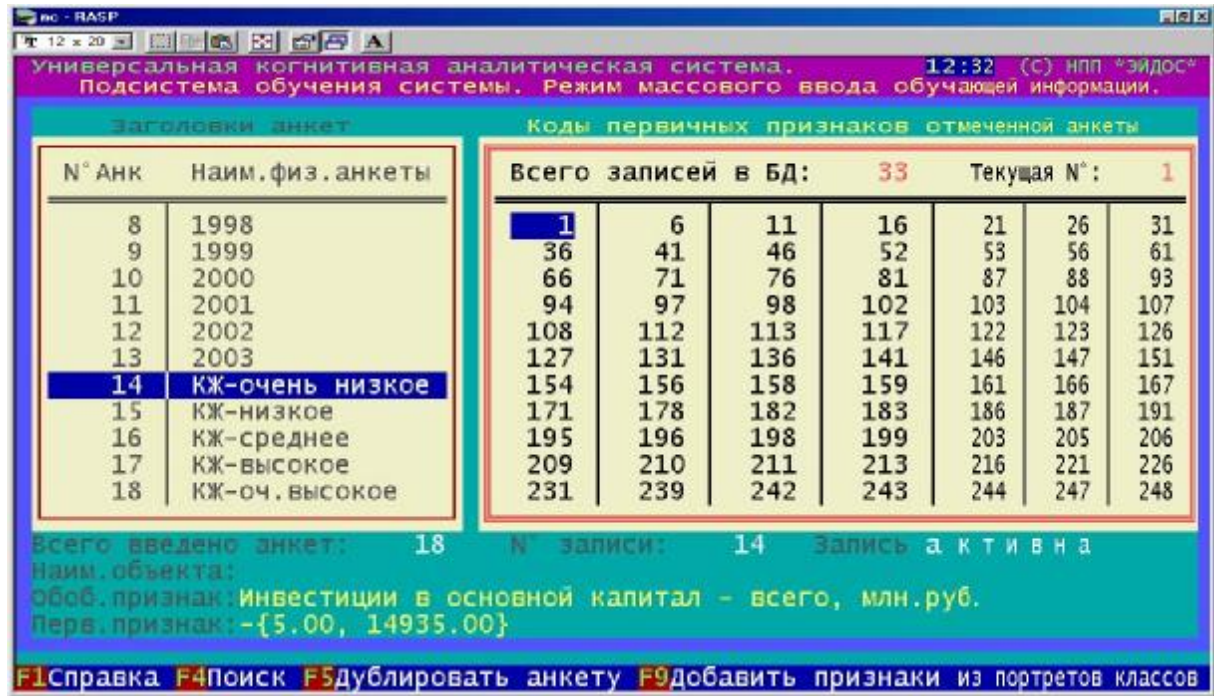 nc - RASP
12 x 20
Универсальная когнитивная аналитическая система. 12:32 (C) НПП *ЭЙДОС*
Подсистема обучения системы. Режим массового ввода обучающей информации.
Заголовки анкет
N°Анк Наим.физ.анкеты
8 1998
9 1999
10 2000
11 2001
12 2002
13 2003
14 КЖ-очень низкое
15 КЖ-низкое
16 КЖ-среднее
17 КЖ-высокое
18 КЖ-оч.высокое
Коды первичных признаков отмеченной анкеты
Всего записей в БД: 33 Текущая N°: 1
1 6 11 16 21 26 31
36 41 46 52 53 56 61
66 71 76 81 87 88 93
94 97 98 102 103 104 107
108 112 113 117 122 123 126
127 131 136 141 146 147 151
154 156 158 159 161 166 167
171 178 182 183 186 187 191
195 196 198 199 203 205 206
209 210 211 213 216 221 226
231 239 242 243 244 247 248
Всего введено анкет: 18 N° записи: 14 Запись активна
Наим.объекта:
Обоб.признак:Инвестиции в основной капитал - всего, млн.руб.
Перв.признак:-{5.00, 14935.00}
F1Справка F4Поиск F5Дублировать анкету F9Добавить признаки из портретов классов